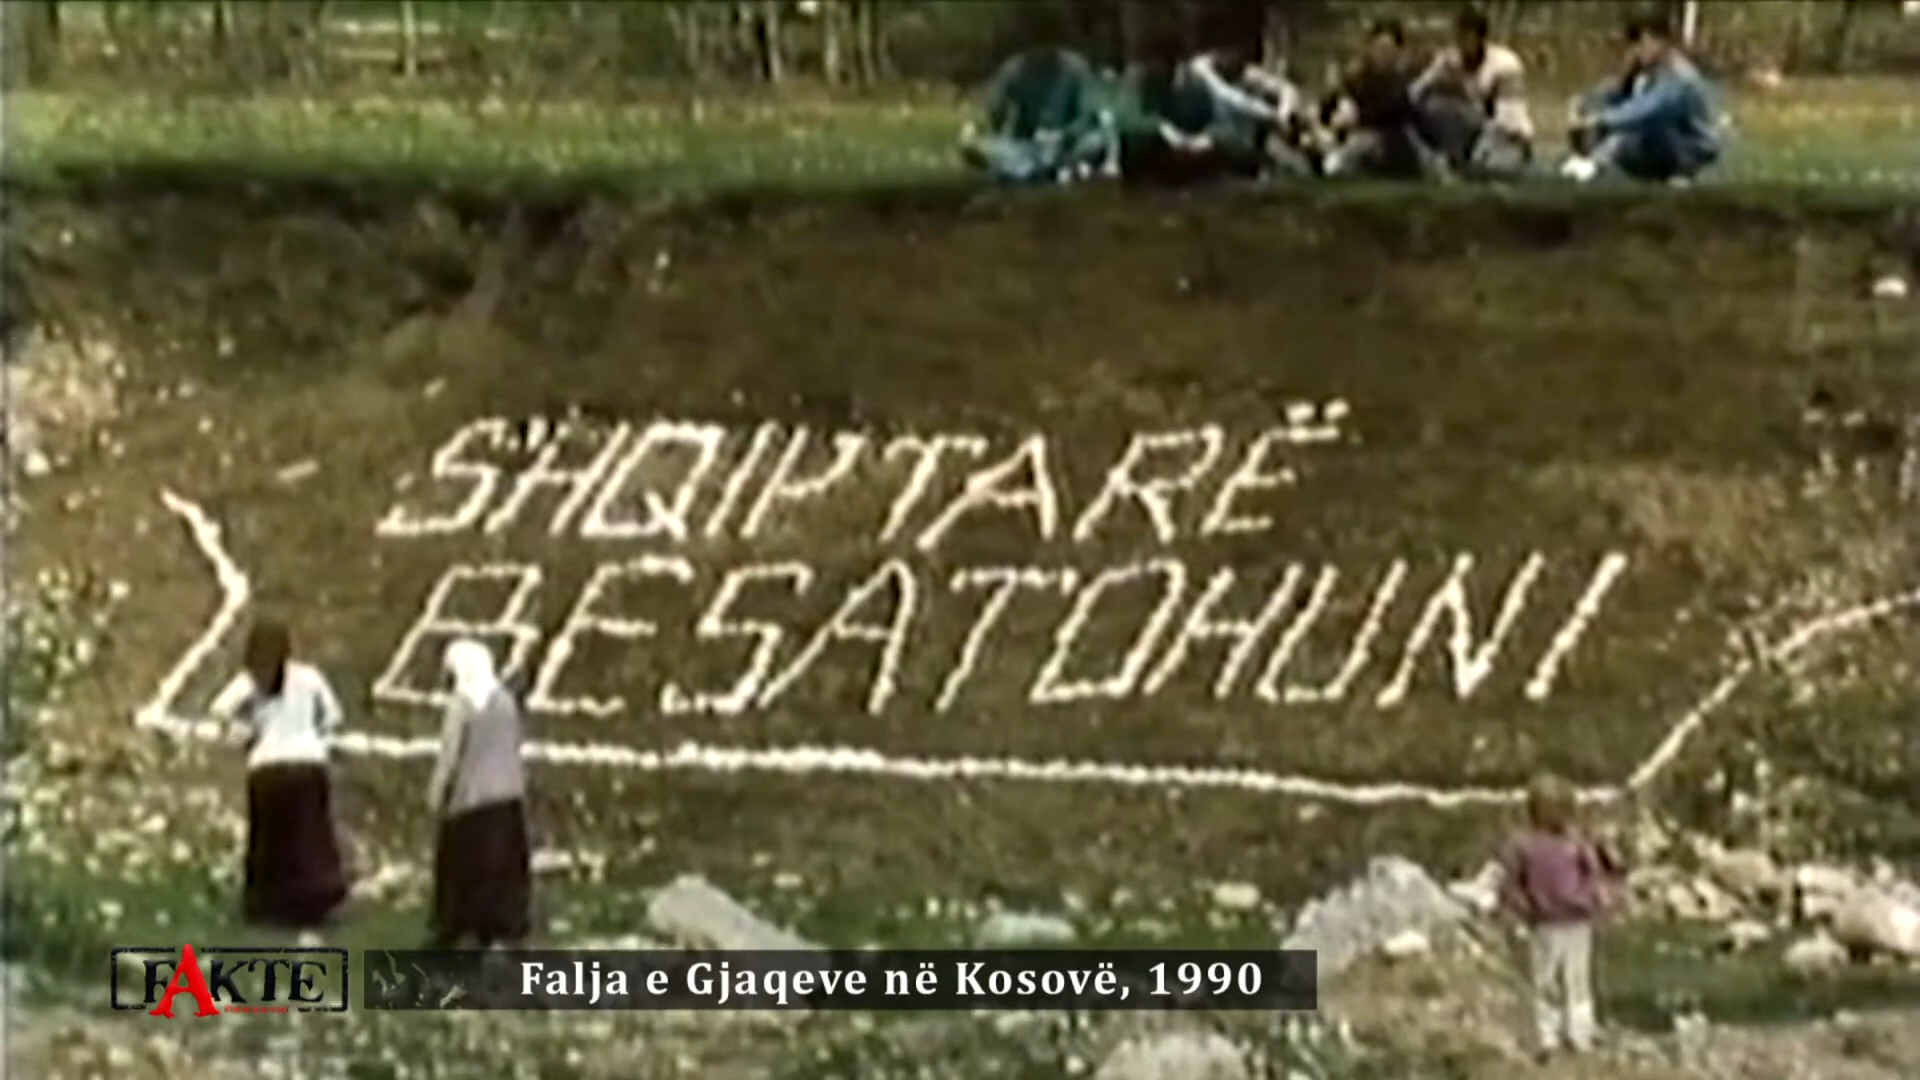 SHQIPTARË
BESATOHUNI
FAKTE
Falja e Gjaqeve në Kosovë, 1990